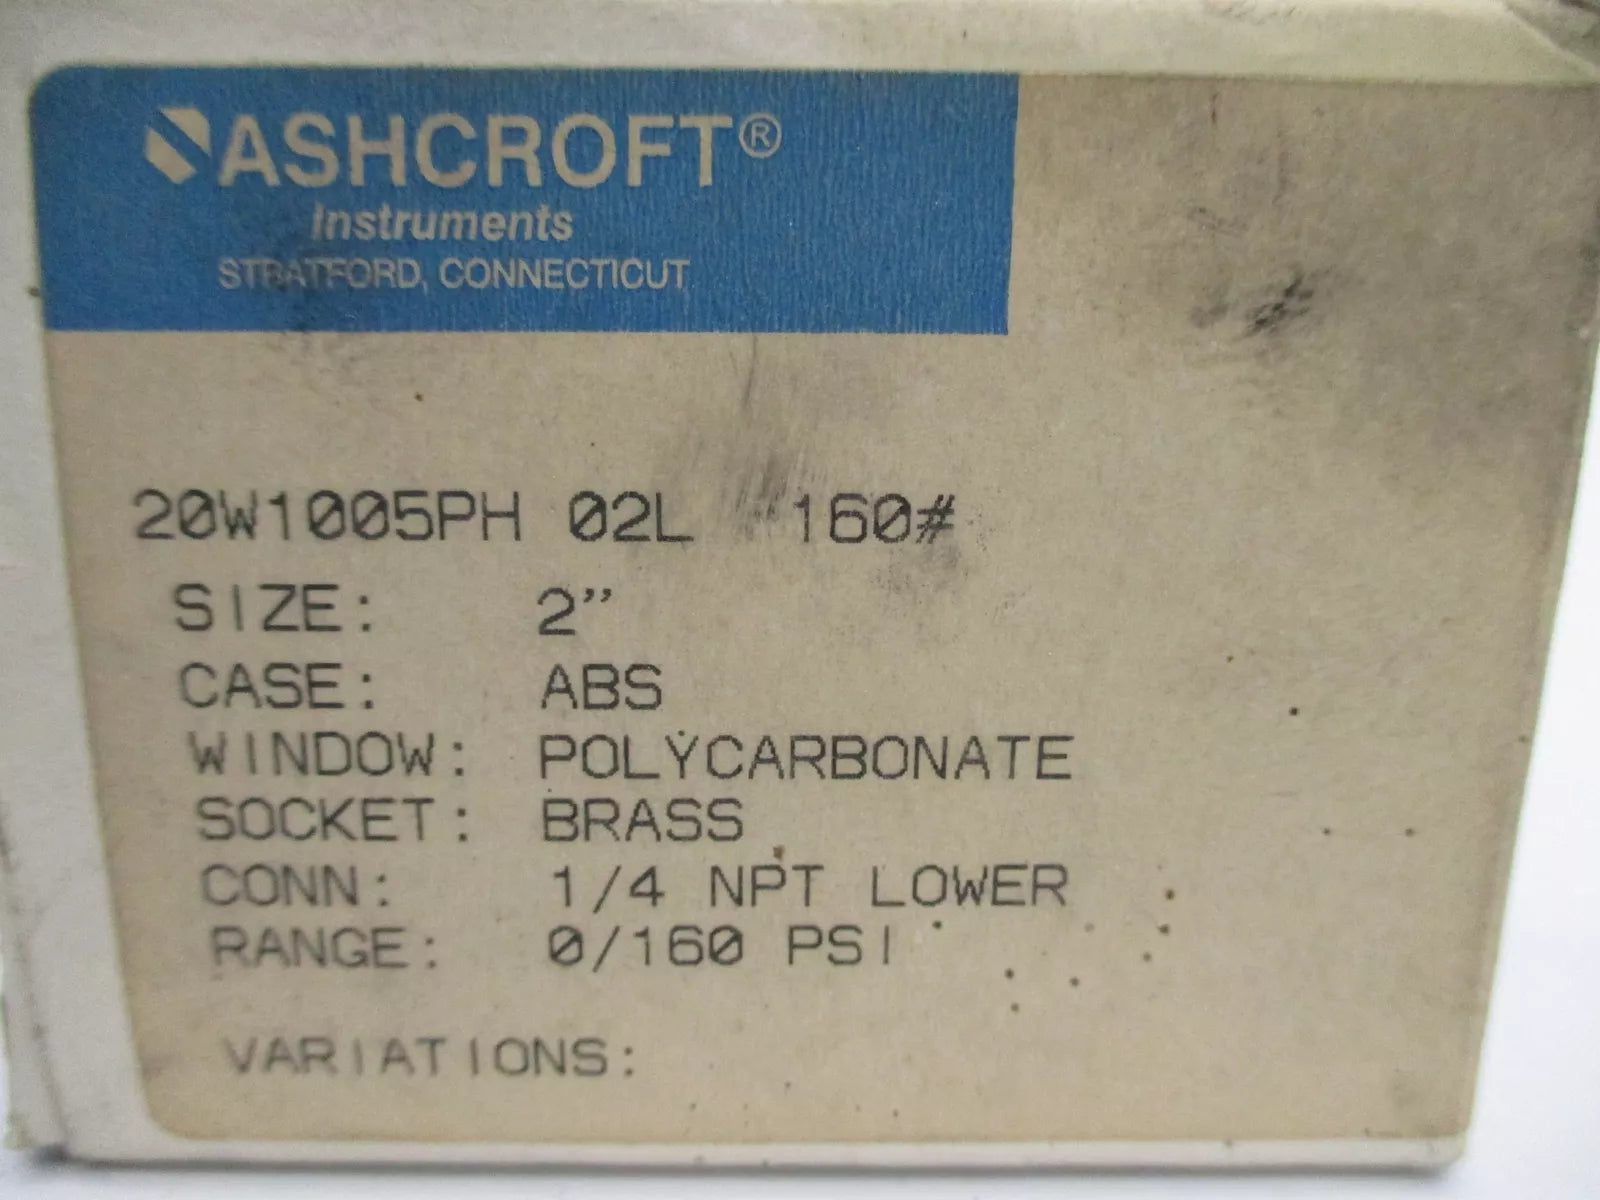 ASHCROFT®
Instruments
STRATFORD, CONNECTICUT
20W1005PH 02L 160#
SIZE: 2"
CASE: ABS
WINDOW: POLYCARBONATE
SOCKET: BRASS
CONN: 1/4 NPT LOWER
RANGE: 0/160 PSI
VARIATIONS: